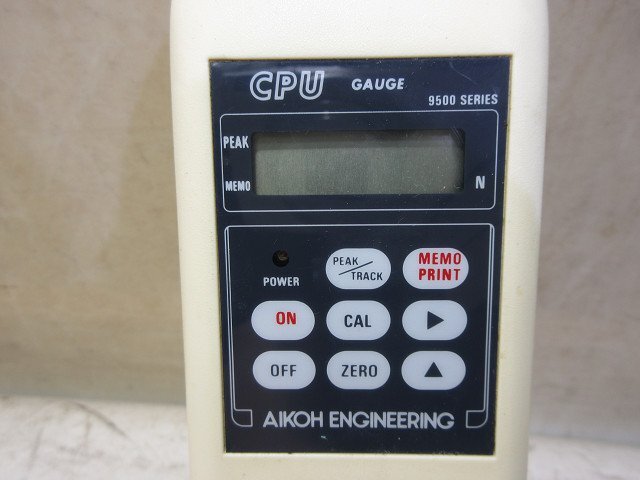 CPU GAUGE
9500 SERIES
PEAK
MEMO N
POWER
PEAK/TRACK
MEMO
PRINT
ON CAL ▶
OFF ZERO ▲
AIKOH ENGINEERING